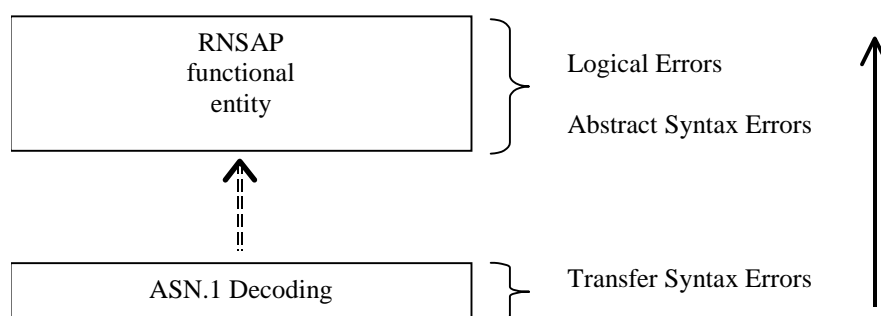 RNSAP
functional
entity
Logical Errors
Abstract Syntax Errors
ASN.1 Decoding
Transfer Syntax Errors